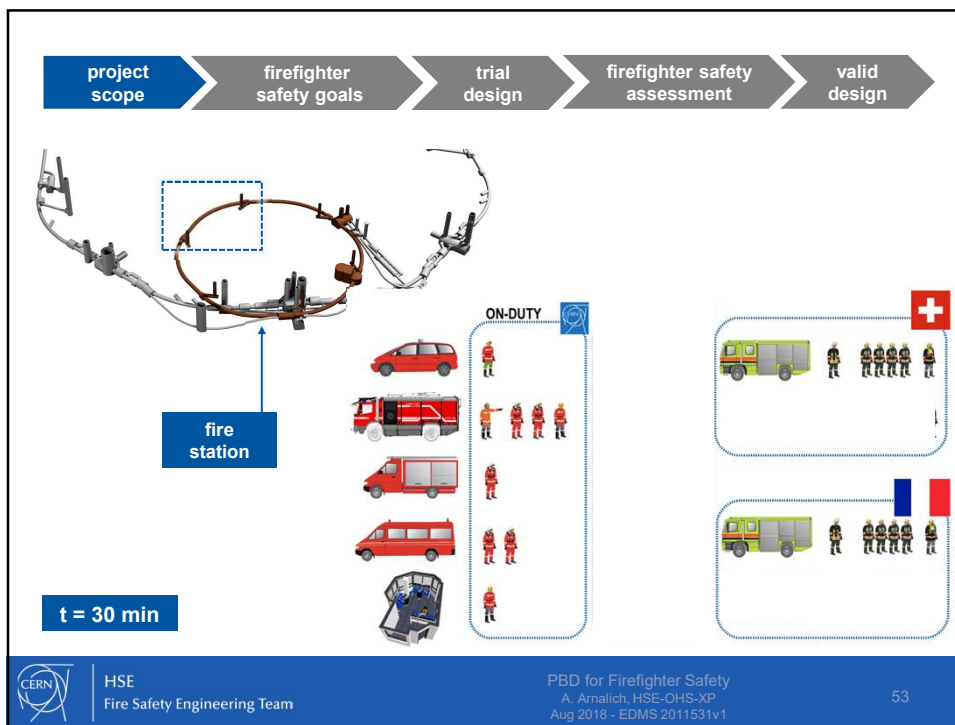 project
scope
firefighter
safety goals
trial
design
firefighter safety
assessment
valid
design
ON-DUTY
CERN
fire
station
t = 30 min
CERN
HSE
Fire Safety Engineering Team
PBD for Firefighter Safety
A. Arnalich, HSE-OHS-XP
Aug 2018 - EDMS 2011531v1
53